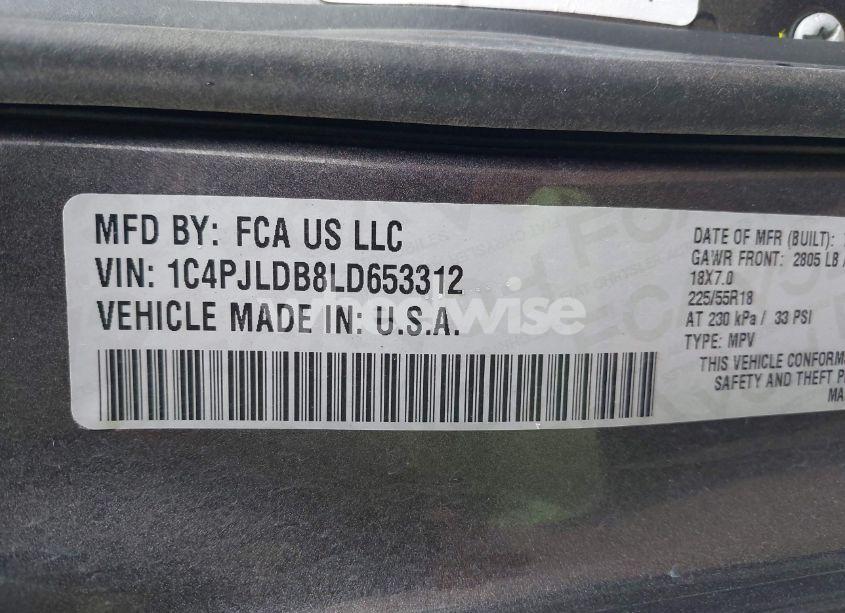 MFD BY: FCA US LLC
VIN: 1C4PJLDB8LD653312
VEHICLE MADE IN: U.S.A.
wheelwise
DATE OF MFR (BUILT):
GAWR FRONT: 2805 LB
18X7.0
225/55R18
AT 230 kPa / 33 PSI
TYPE: MPV
THIS VEHICLE
SAFETY AND THEFT